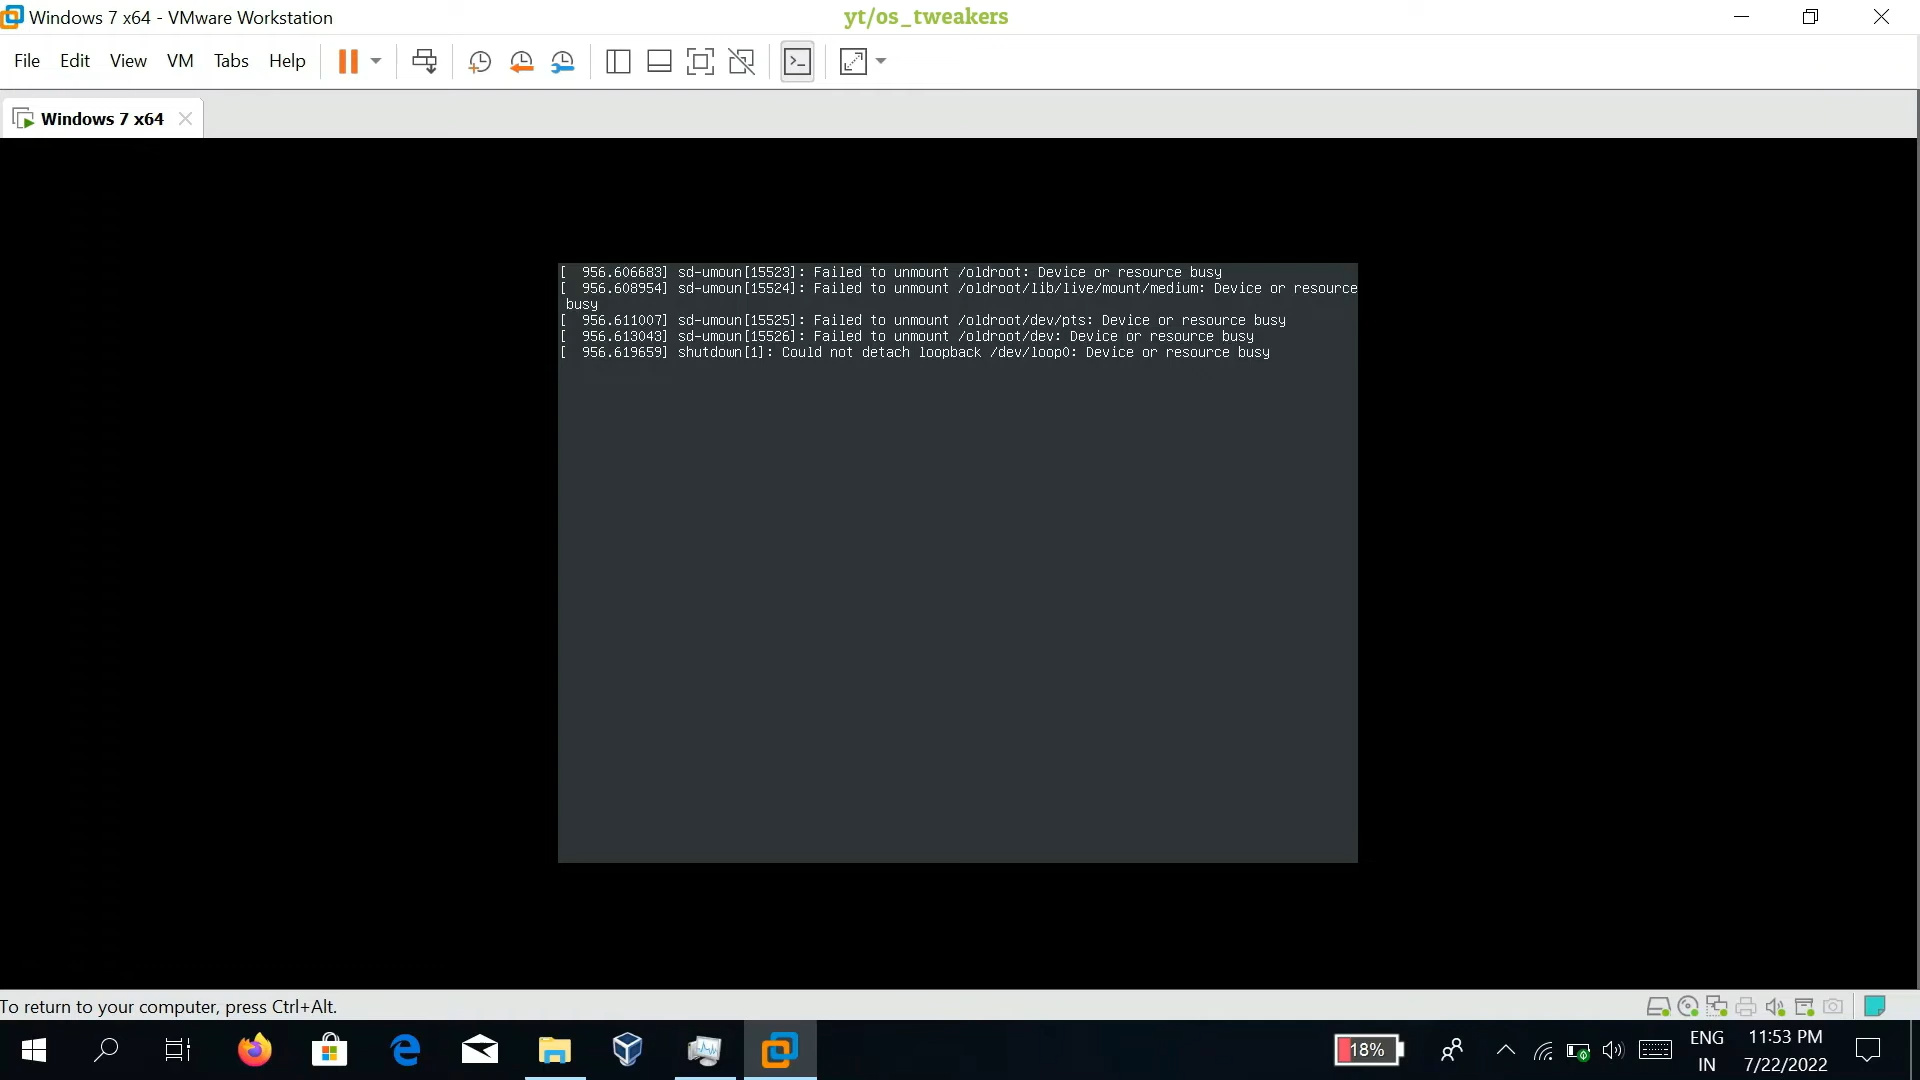 Windows 7 x64 - VMware Workstation
yt/os_tweakers
File Edit View VM Tabs Help
Windows 7 x64
[  956.606683] sd-umoun[15523]: Failed to unmount /oldroot: Device or resource busy
[  956.608954] sd-umoun[15524]: Failed to unmount /oldroot/lib/live/mount/medium: Device or resource
busy
[  956.611007] sd-umoun[15525]: Failed to unmount /oldroot/dev/pts: Device or resource busy
[  956.613043] sd-umoun[15526]: Failed to unmount /oldroot/dev: Device or resource busy
[  956.619659] shutdown[1]: Could not detach loopback /dev/loop0: Device or resource busy
To return to your computer, press Ctrl+Alt.
18%
ENG
IN
11:53 PM
7/22/2022